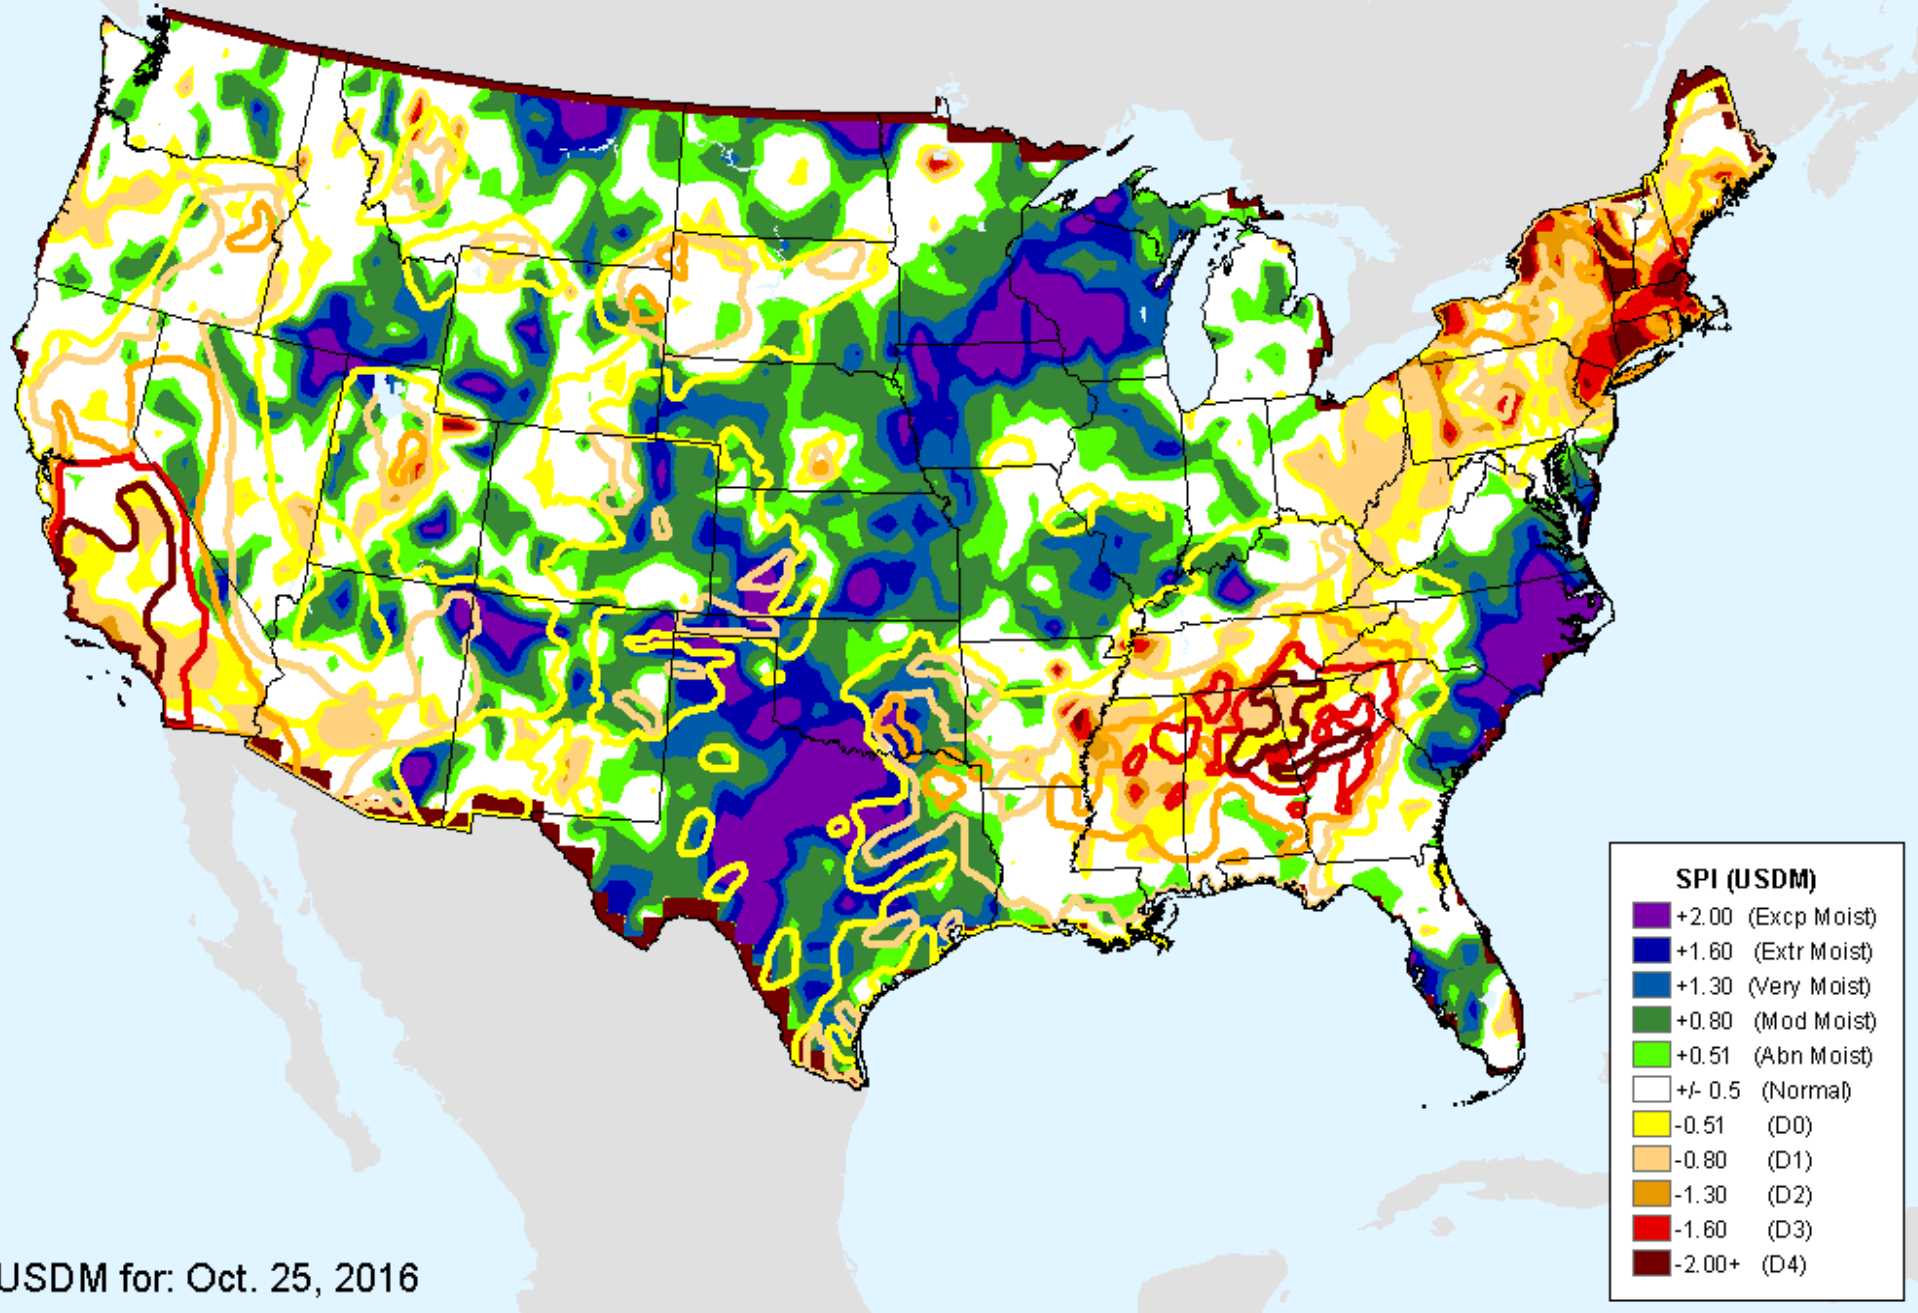 SPI (USDM)
+2.00 (Excp Moist)
+1.60 (Extr Moist)
+1.30 (Very Moist)
+0.80 (Mod Moist)
+0.51 (Abn Moist)
+/- 0.5 (Normal)
-0.51 (D0)
-0.80 (D1)
-1.30 (D2)
-1.60 (D3)
-2.00+ (D4)
USDM for: Oct. 25, 2016